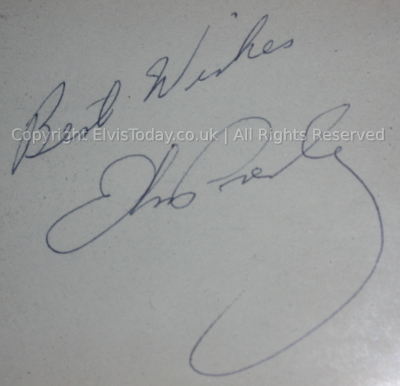 Best Wishes
Copyright ElvisToday.co.uk | All Rights Reserved
Elvis Presley